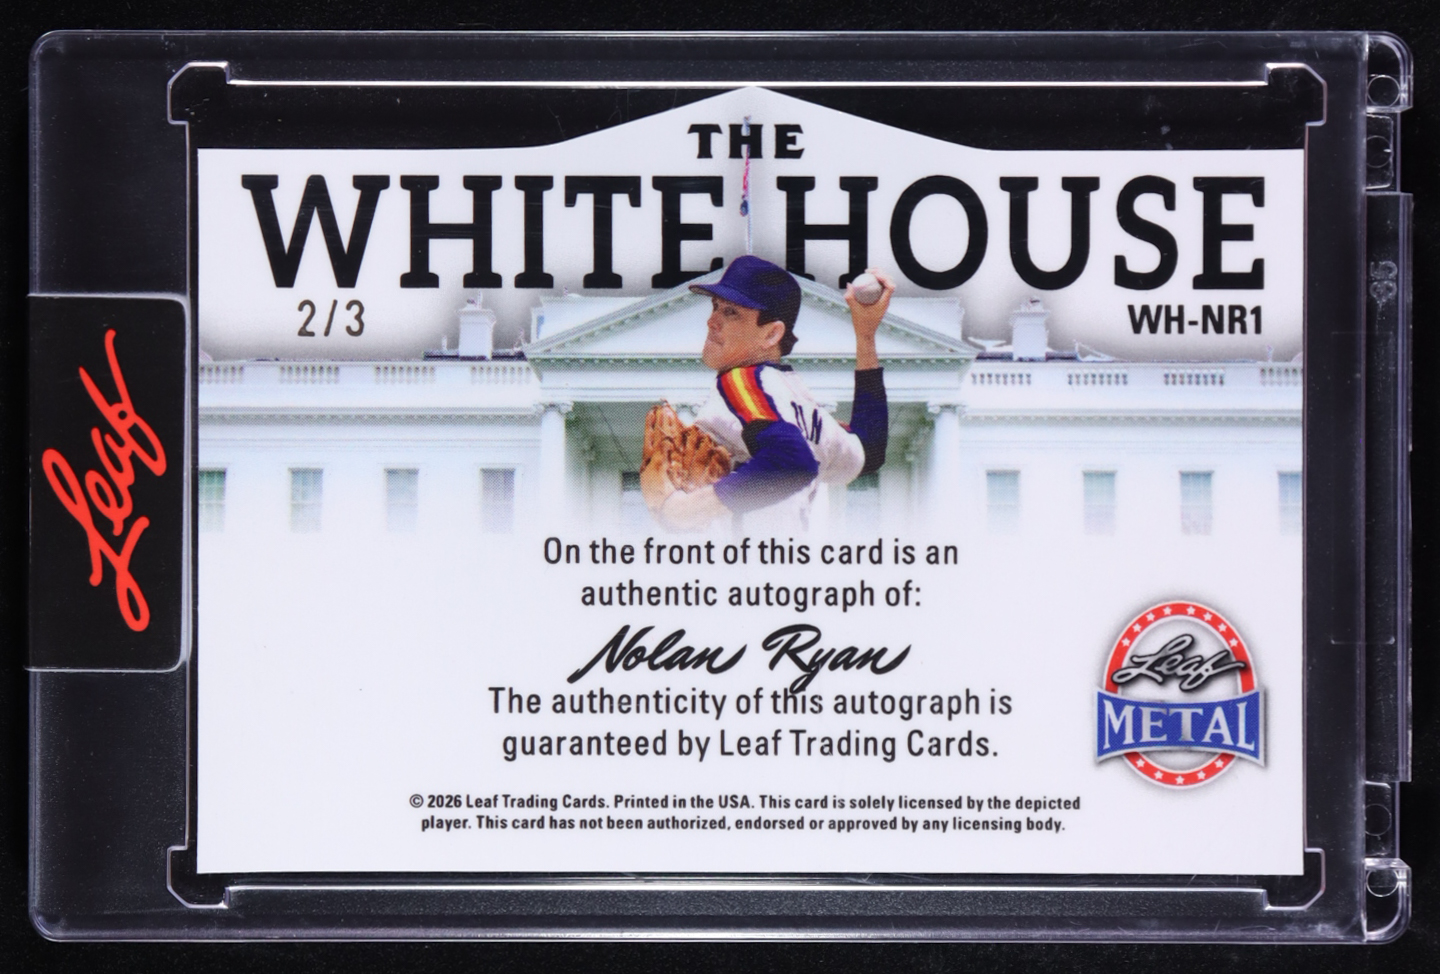 THE
WHITE HOUSE
2/3
WH-NR1
Leaf
On the front of this card is an
authentic autograph of:
Nolan Ryan
The authenticity of this autograph is
guaranteed by Leaf Trading Cards.
Leaf
METAL
© 2026 Leaf Trading Cards. Printed in the USA. This card is solely licensed by the depicted
player. This card has not been authorized, endorsed or approved by any licensing body.